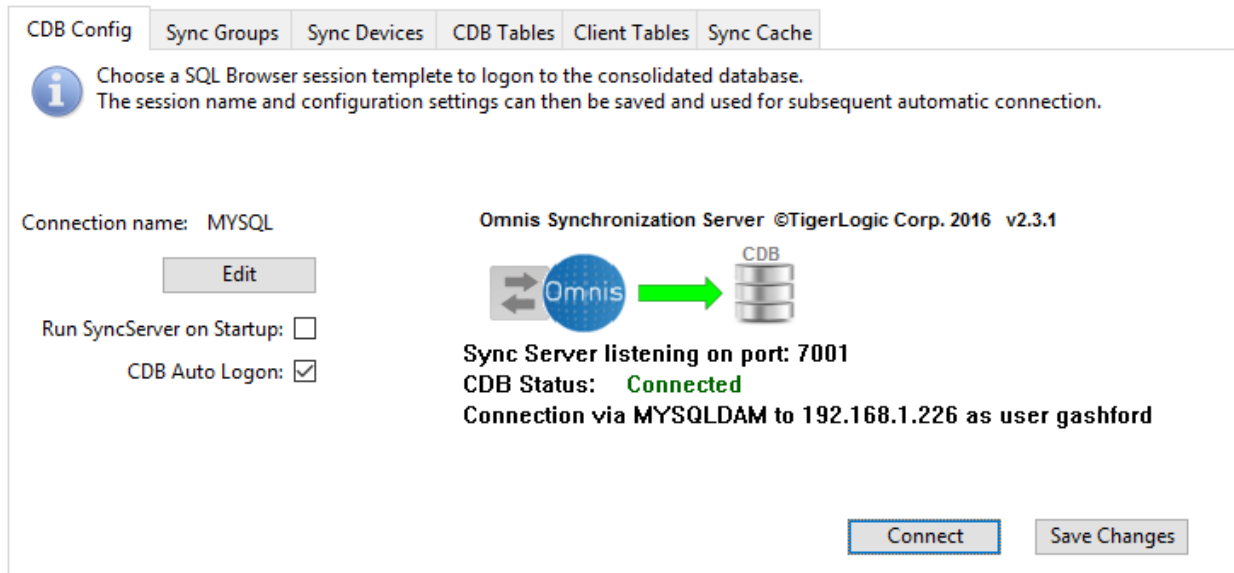 CDB Config Sync Groups Sync Devices CDB Tables Client Tables Sync Cache
i
Choose a SQL Browser session templete to logon to the consolidated database.
The session name and configuration settings can then be saved and used for subsequent automatic connection.
Connection name: MYSQL
Edit
Run SyncServer on Startup:
CDB Auto Logon:
Omnis Synchronization Server ©TigerLogic Corp. 2016 v2.3.1
CDB
Omnis
Sync Server listening on port: 7001
CDB Status: Connected
Connection via MYSQLDAM to 192.168.1.226 as user gashford
Connect Save Changes